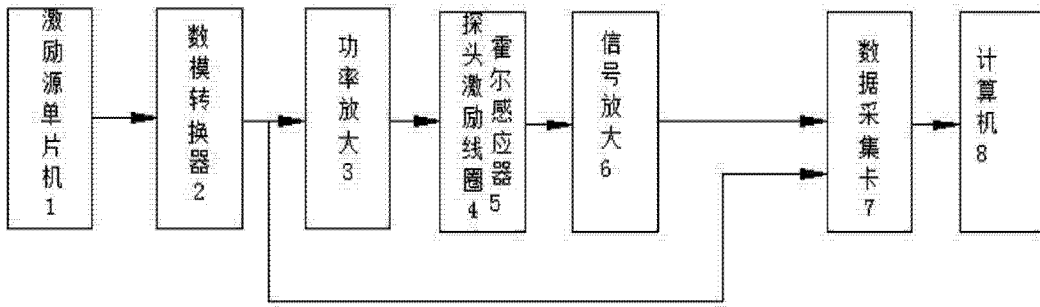 激励源单片机1
数模转换器2
功率放大3
探头激励线圈4
霍尔感应器5
信号放大6
数据采集卡7
计算机8